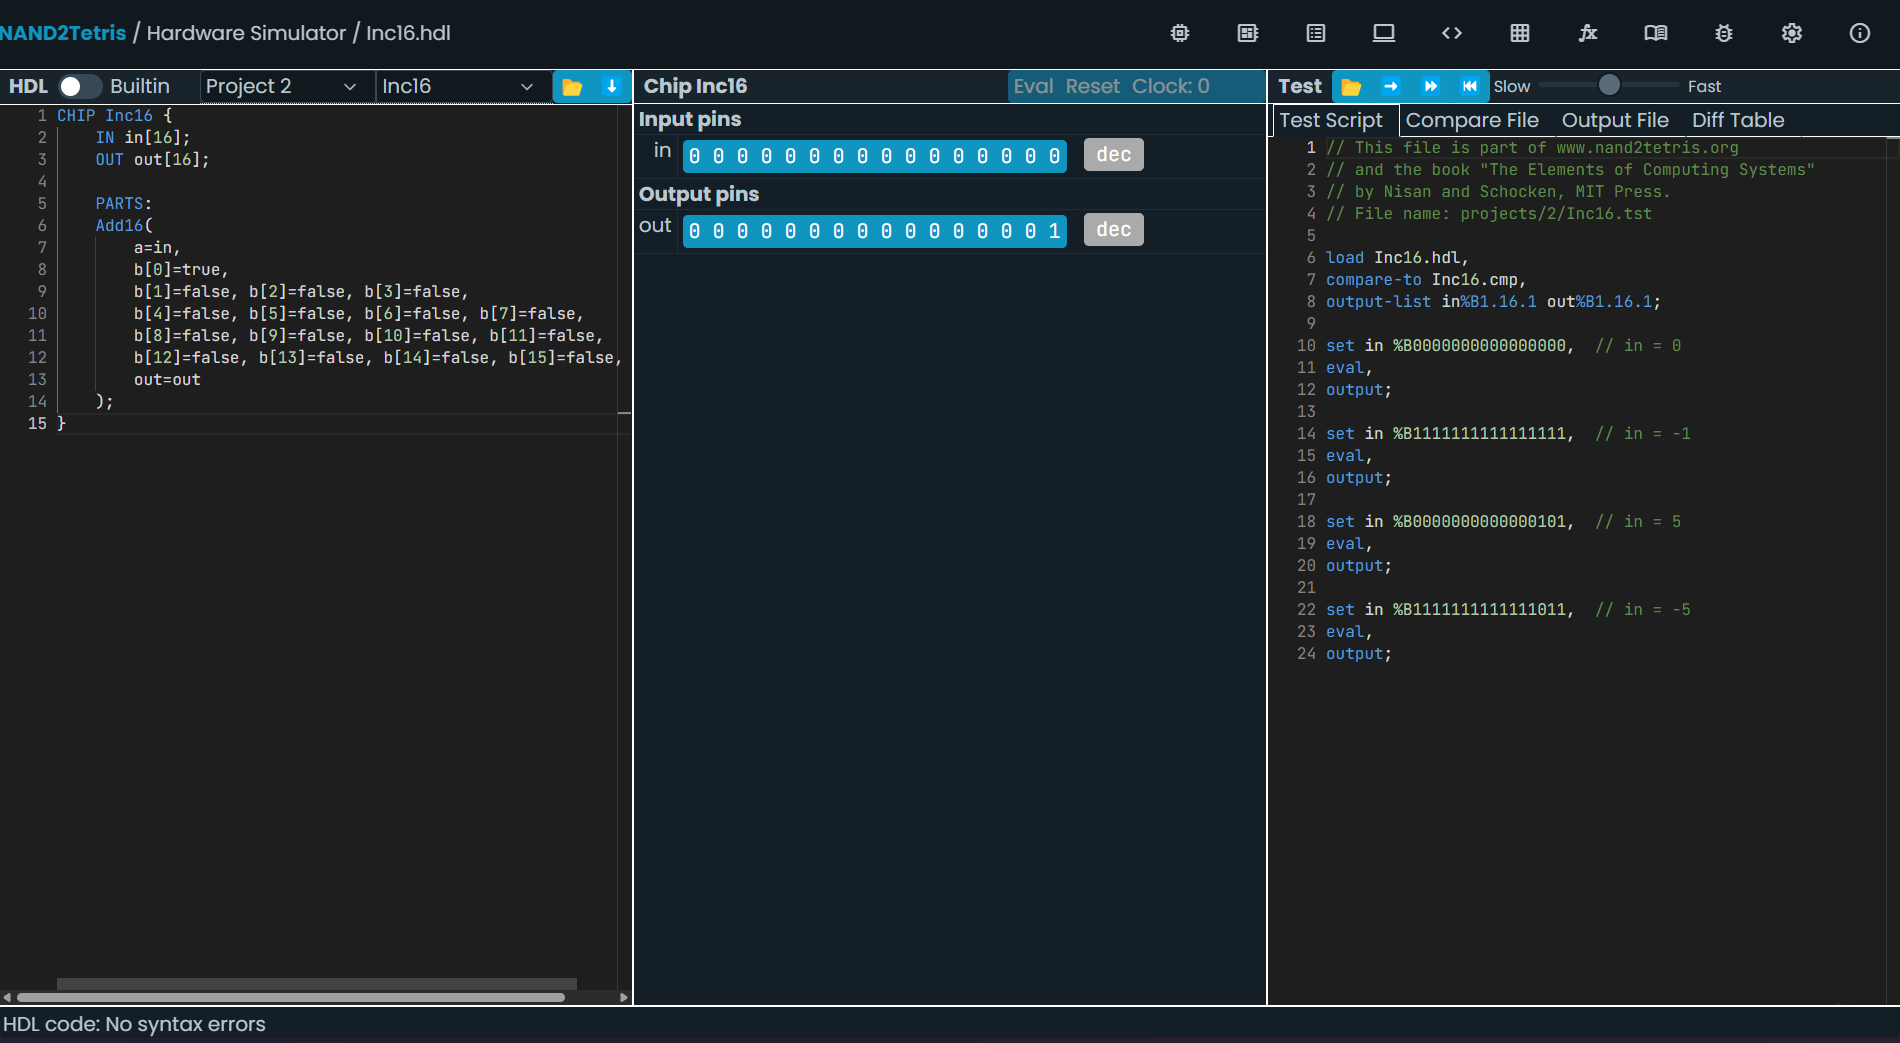 NAND2Tetris / Hardware Simulator / Inc16.hdl
HDL Builtin Project 2 Inc16
1 CHIP Inc16 {
2 IN in[16];
3 OUT out[16];
4
5 PARTS:
6 Add16(
7 a=in,
8 b[0]=true,
9 b[1]=false, b[2]=false, b[3]=false,
10 b[4]=false, b[5]=false, b[6]=false, b[7]=false,
11 b[8]=false, b[9]=false, b[10]=false, b[11]=false,
12 b[12]=false, b[13]=false, b[14]=false, b[15]=false,
13 out=out
14 );
15 }
Chip Inc16 Eval Reset Clock: 0
Input pins
in 0 0 0 0 0 0 0 0 0 0 0 0 0 0 0 0 dec
Output pins
out 0 0 0 0 0 0 0 0 0 0 0 0 0 0 0 1 dec
Test Slow Fast
Test Script Compare File Output File Diff Table
1 // This file is part of www.nand2tetris.org
2 // and the book "The Elements of Computing Systems"
3 // by Nisan and Schocken, MIT Press.
4 // File name: projects/2/Inc16.tst
5
6 load Inc16.hdl,
7 compare-to Inc16.cmp,
8 output-list in%B1.16.1 out%B1.16.1;
9
10 set in %B0000000000000000, // in = 0
11 eval,
12 output;
13
14 set in %B1111111111111111, // in = -1
15 eval,
16 output;
17
18 set in %B0000000000000101, // in = 5
19 eval,
20 output;
21
22 set in %B1111111111111011, // in = -5
23 eval,
24 output;
HDL code: No syntax errors